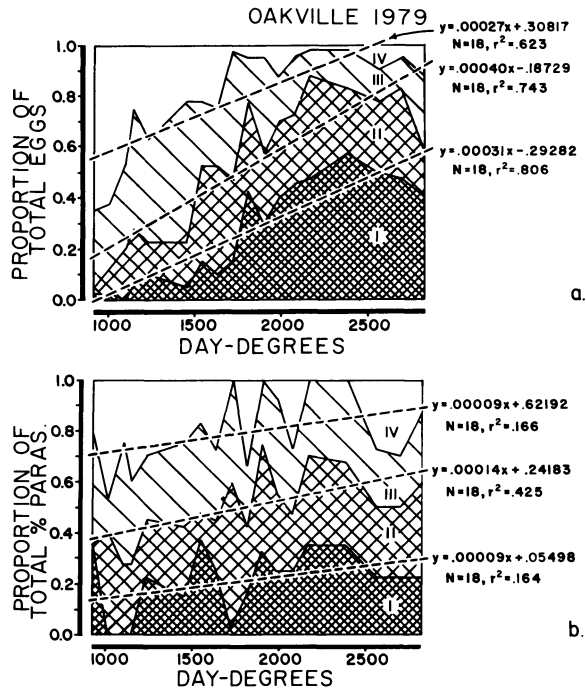 OAKVILLE 1979
y=.00027x+.30817
N=18, r²=.623
y=.00040x-.18729
N=18, r²=.743
y=.00031x-.29282
N=18, r²=.806
PROPORTION OF
TOTAL EGGS
1.0
0.8
0.6
0.4
0.2
0.0
IV
III
II
I
1000 1500 2000 2500
DAY-DEGREES
a.
PROPORTION OF
TOTAL % PARAS.
1.0
0.8
0.6
0.4
0.2
0.0
IV
III
II
I
y=.00009x+.62192
N=18, r²=.166
y=.00014x+.24183
N=18, r²=.425
y=.00009x+.05498
N=18, r²=.164
1000 1500 2000 2500
DAY-DEGREES
b.